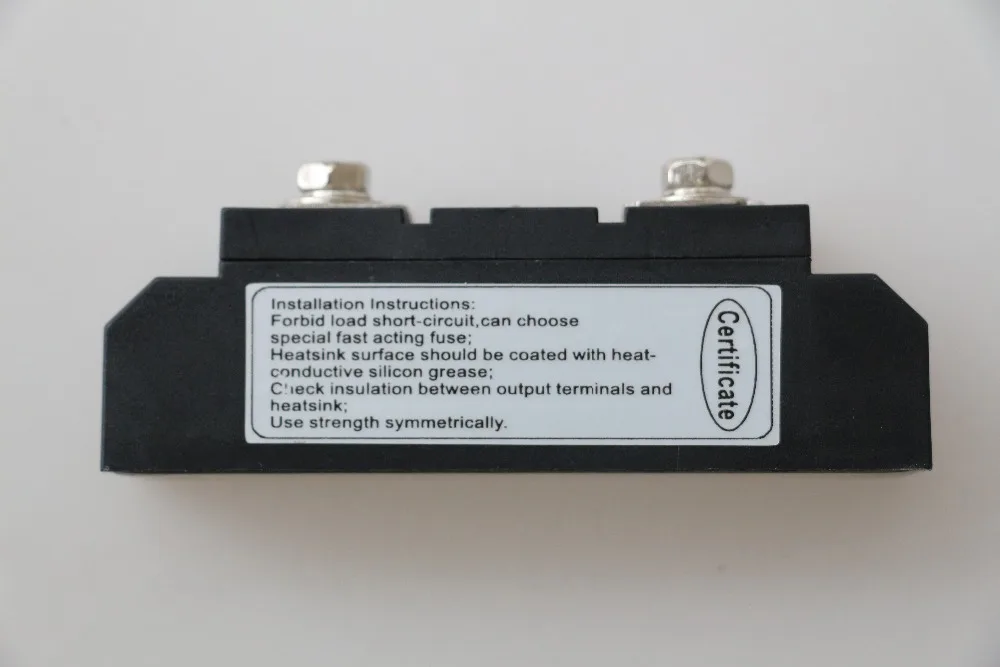 Installation Instructions:
Forbid load short-circuit,can choose
special fast acting fuse;
Heatsink surface should be coated with heat-
conductive silicon grease;
Check insulation between output terminals and
heatsink;
Use strength symmetrically.
Certificate